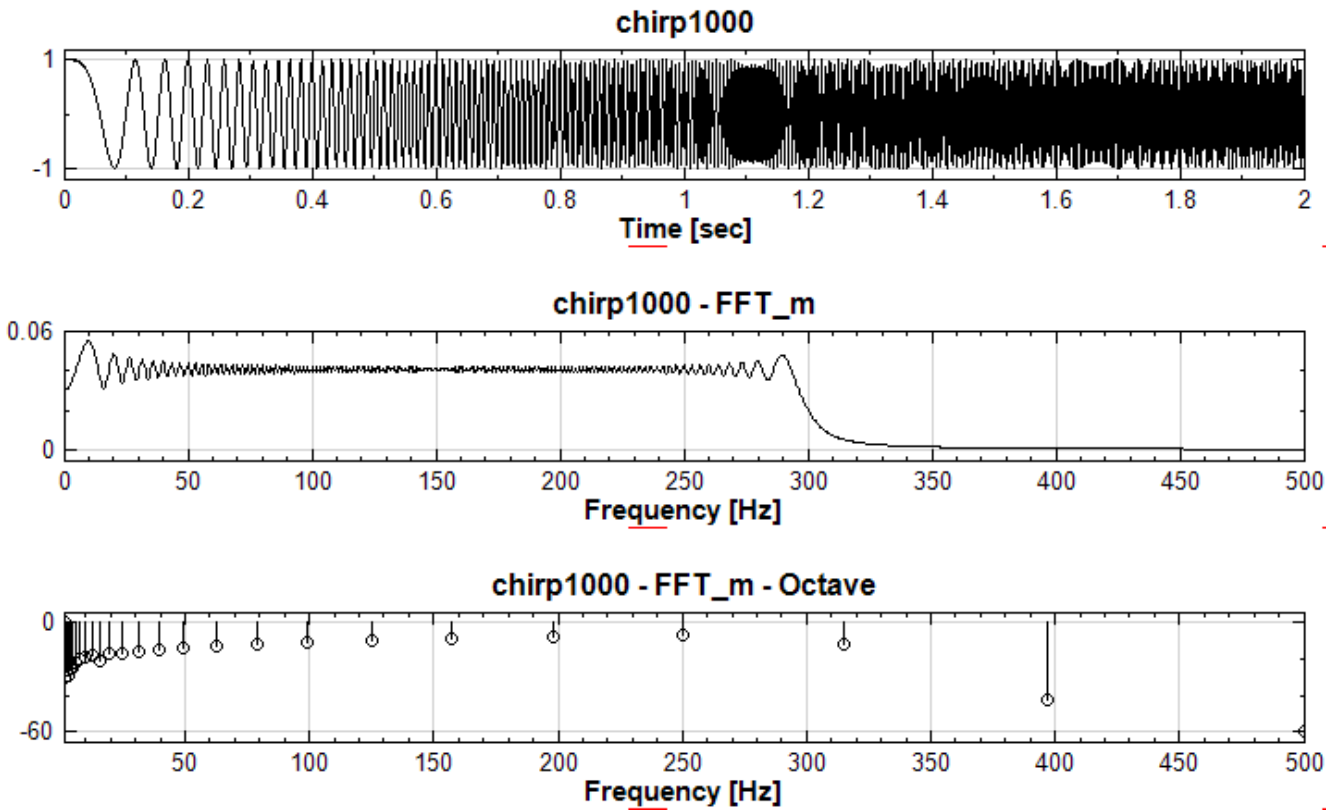 chirp1000
1
-1
0 0.2 0.4 0.6 0.8 1 1.2 1.4 1.6 1.8 2
Time [sec]
chirp1000 - FFT_m
0.06
0
0 50 100 150 200 250 300 350 400 450 500
Frequency [Hz]
chirp1000 - FFT_m - Octave
0
-60
50 100 150 200 250 300 350 400 450 500
Frequency [Hz]